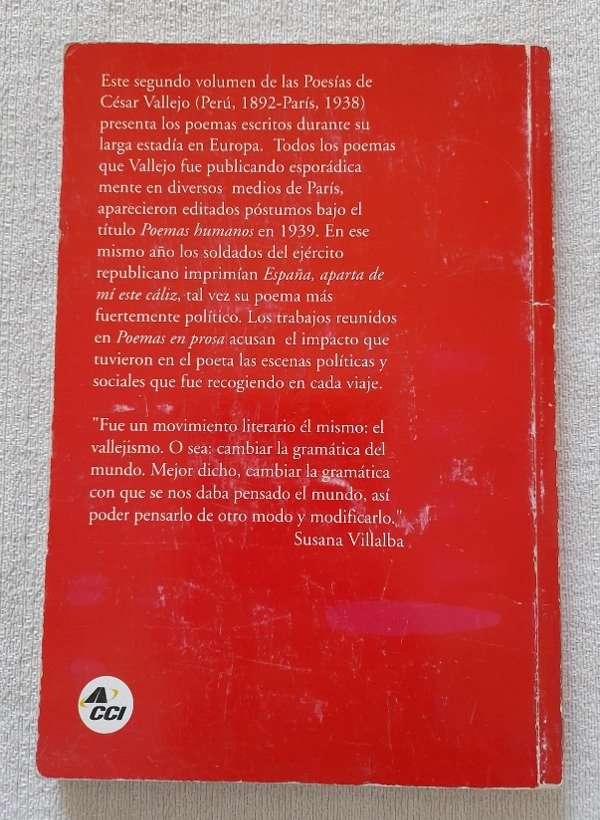 Este segundo volumen de las Poesías de
César Vallejo (Perú, 1892-París, 1938)
presenta los poemas escritos durante su
larga estadía en Europa. Todos los poemas
que Vallejo fue publicando esporádica
mente en diversos medios de París,
aparecieron editados póstumos bajo el
título Poemas humanos en 1939. En ese
mismo año los soldados del ejército
republicano imprimían España, aparta de
mí este cáliz, tal vez su poema más
fuertemente político. Los trabajos reunidos
en Poemas en prosa acusan el impacto que
tuvieron en el poeta las escenas políticas y
sociales que fue recogiendo en cada viaje.
"Fue un movimiento literario él mismo: el
vallejismo. O sea: cambiar la gramática del
mundo. Mejor dicho, cambiar la gramática
con que se nos daba pensado el mundo, así
poder pensarlo de otro modo y modificarlo."
Susana Villalba
CCI